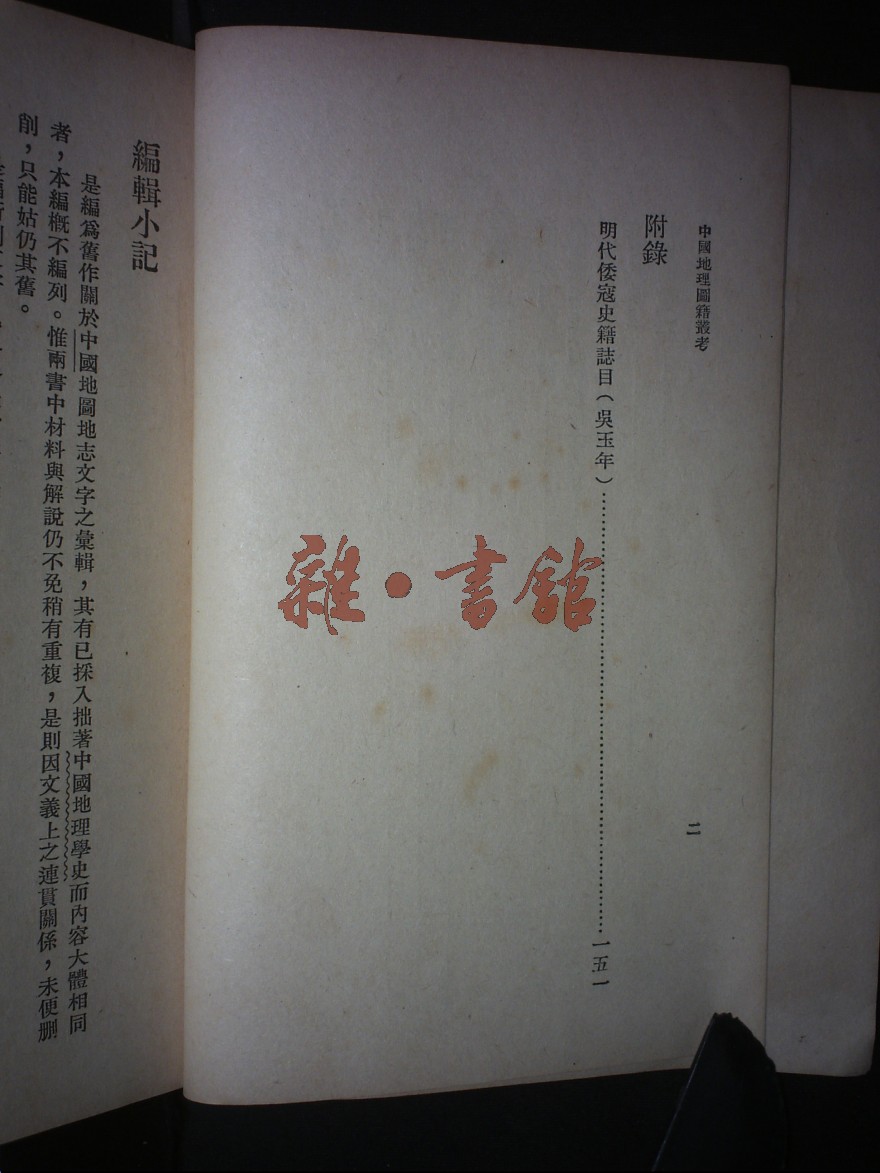 中國地理圖籍叢考
二
附錄
明代倭寇史籍誌目(吳玉年)……一五一
雜・書館
編輯小記
是編爲舊作關於中國地圖地志文字之彙輯，其有已採入拙著中國地理學史而內容大體相同
者，本編概不編列。惟兩書中材料與解說仍不免稍有重複，是則因文義上之連貫關係，未便刪
削，只能姑仍其舊。